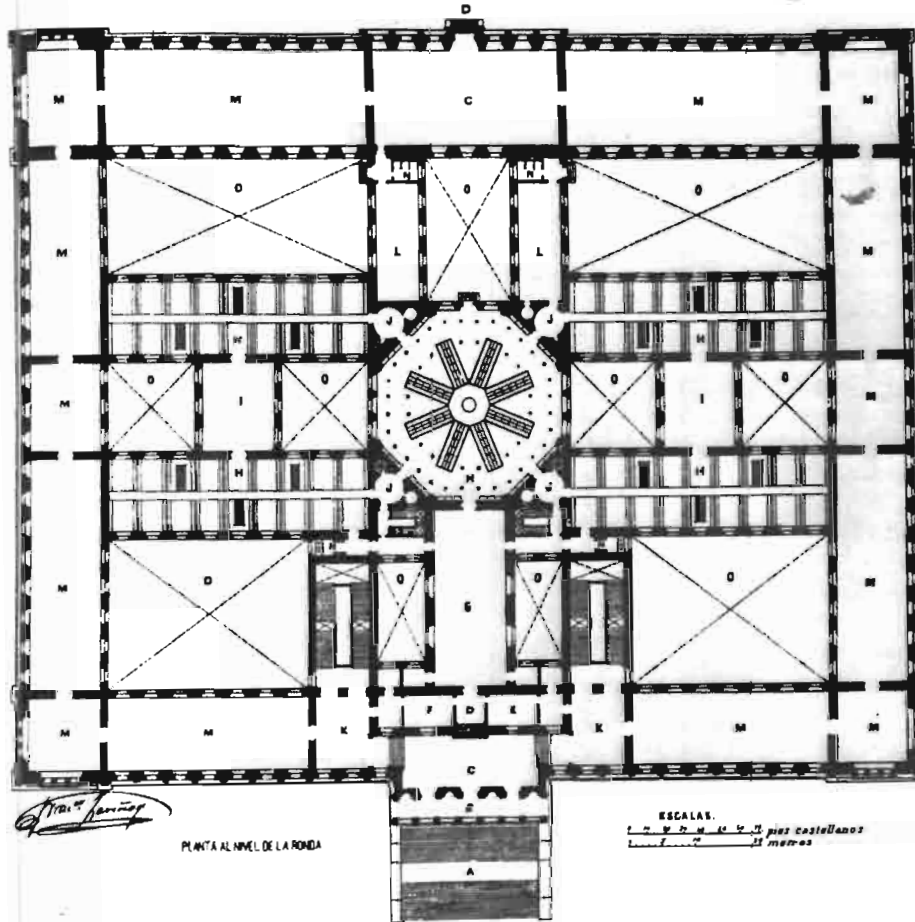 D
M M C M M
N O N
O O
M L L M
J J
H H
M O I O O I O M
H H H
J J
M O O G O O M
F D E
M M K K M M
C
ESCALAS.
pies castellanos
metros
PLANTA AL NIVEL DE LA RONDA
A